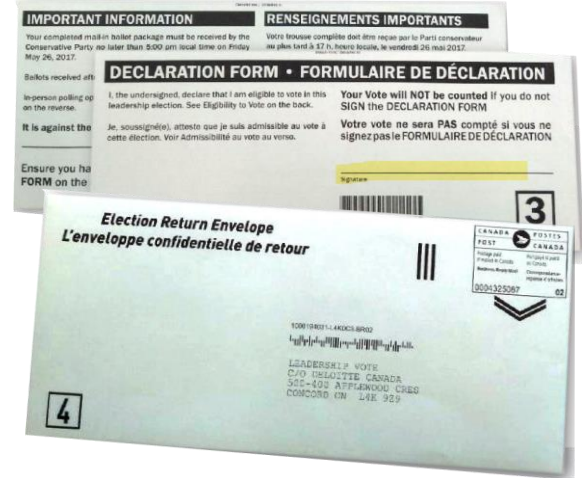 IMPORTANT INFORMATION
Your completed mail-in ballot package must be received by the
Conservative Party no later than 5:00 pm local time on Friday
May 26, 2017.
Ballots received
In-person polling
on the reverse.
It is against the
Ensure you
FORM on the
RENSEIGNEMENTS IMPORTANTS
Votre trousse complète doit être reçue par le Parti conservateur
au plus tard à 17 h, heure locale, le vendredi 26 mai 2017.
DECLARATION FORM • FORMULAIRE DE DÉCLARATION
I, the undersigned, declare that I am eligible to vote in this
leadership election. See Eligibility to Vote on the back.
Je, soussigné(e), atteste que je suis admissible au vote à
cette élection. Voir Admissibilité au vote au verso.
Your Vote will NOT be counted if you do not
SIGN the DECLARATION FORM
Votre vote ne sera PAS compté si vous ne
signez pas le FORMULAIRE DE DÉCLARATION
Signature
3
Election Return Envelope
L'enveloppe confidentielle de retour
CANADA POSTES
POST CANADA
0004325087 02
LEADERSHIP VOTE
C/O DELOITTE CANADA
500-400 APPLEWOOD CRES
CONCORD ON L4K 9Z9
4